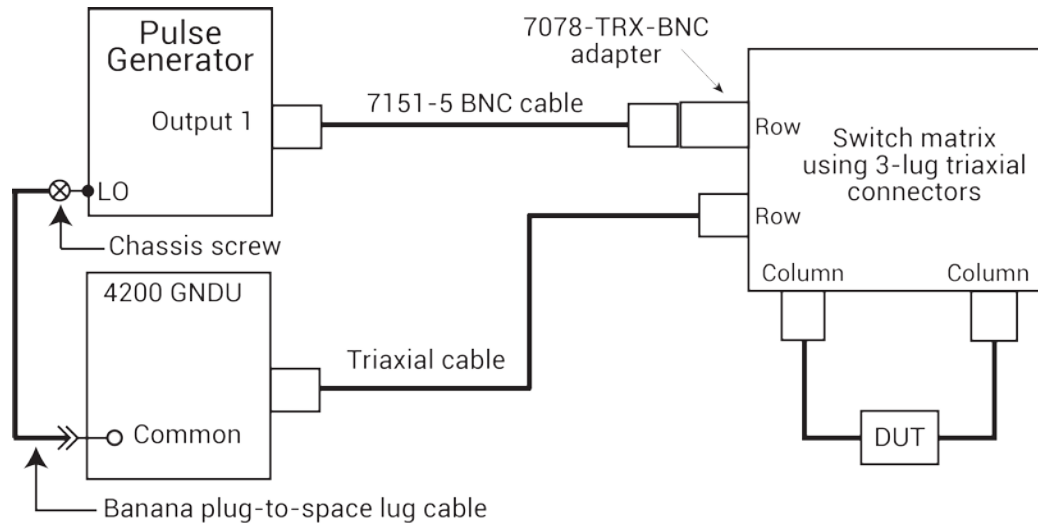 7078-TRX-BNC
adapter
Pulse
Generator
Output 1
7151-5 BNC cable
Row
Switch matrix
using 3-lug triaxial
connectors
LO
Row
Chassis screw
Column
Column
4200 GNDU
Triaxial cable
Common
DUT
Banana plug-to-space lug cable